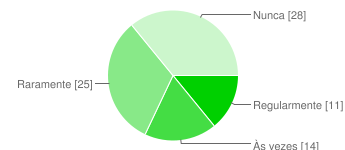 Nunca [28]
Raramente [25]
Regularmente [11]
Às vezes [14]